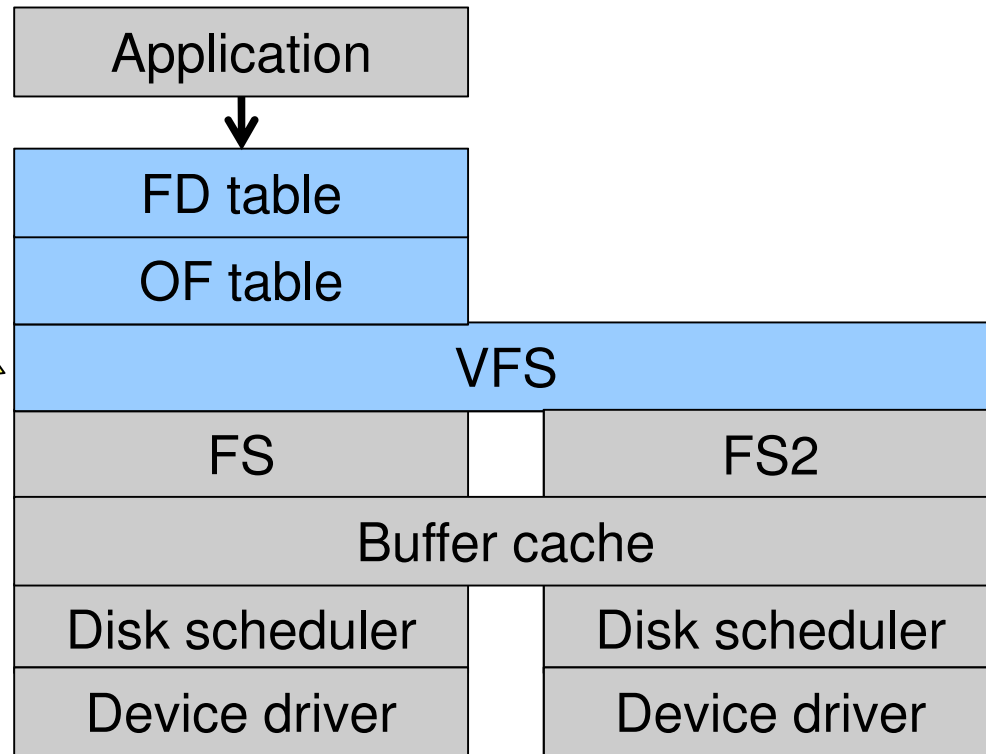 Application
FD table
OF table
VFS
FS
FS2
Buffer cache
Disk scheduler
Disk scheduler
Device driver
Device driver